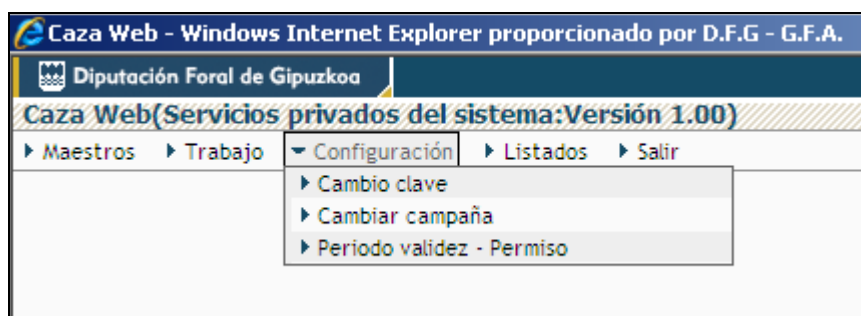 Caza Web - Windows Internet Explorer proporcionado por D.F.G - G.F.A.
Diputación Foral de Gipuzkoa
Caza Web(Servicios privados del sistema:Versión 1.00)
Maestros Trabajo Configuración Listados Salir
Cambio clave
Cambiar campaña
Periodo validez - Permiso